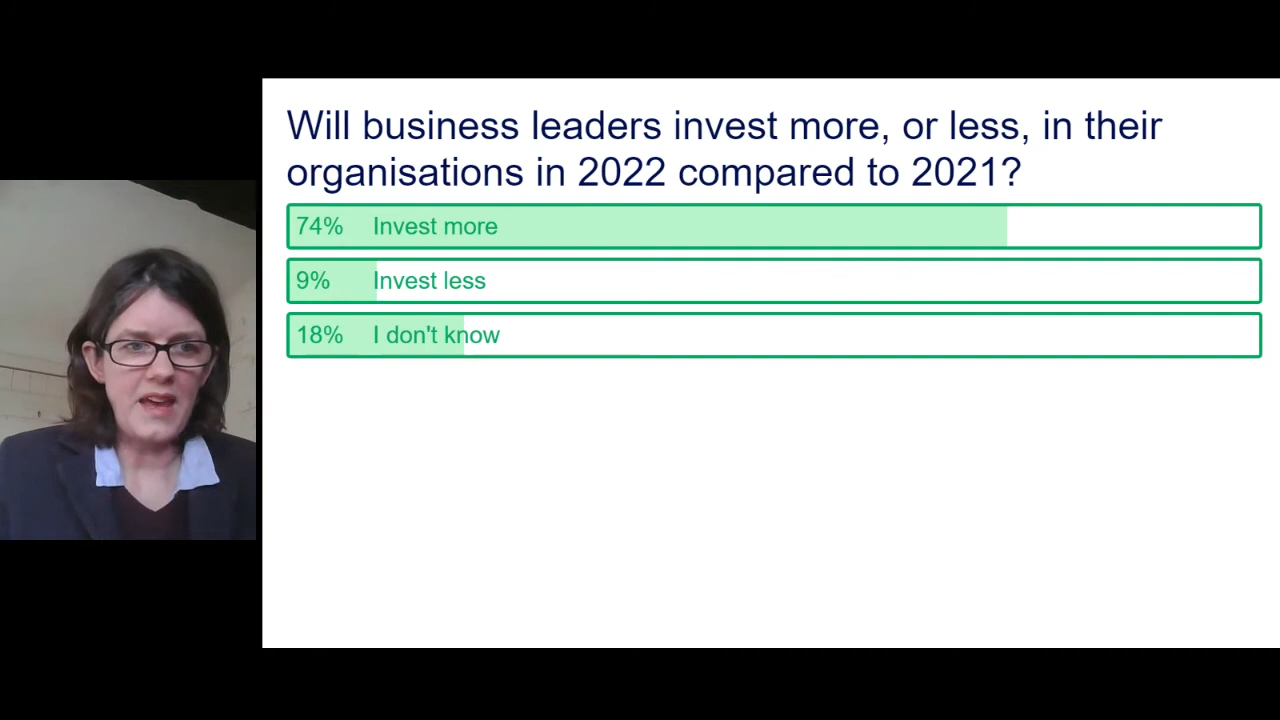 Will business leaders invest more, or less, in their
organisations in 2022 compared to 2021?
74% Invest more
9% Invest less
18% I don't know